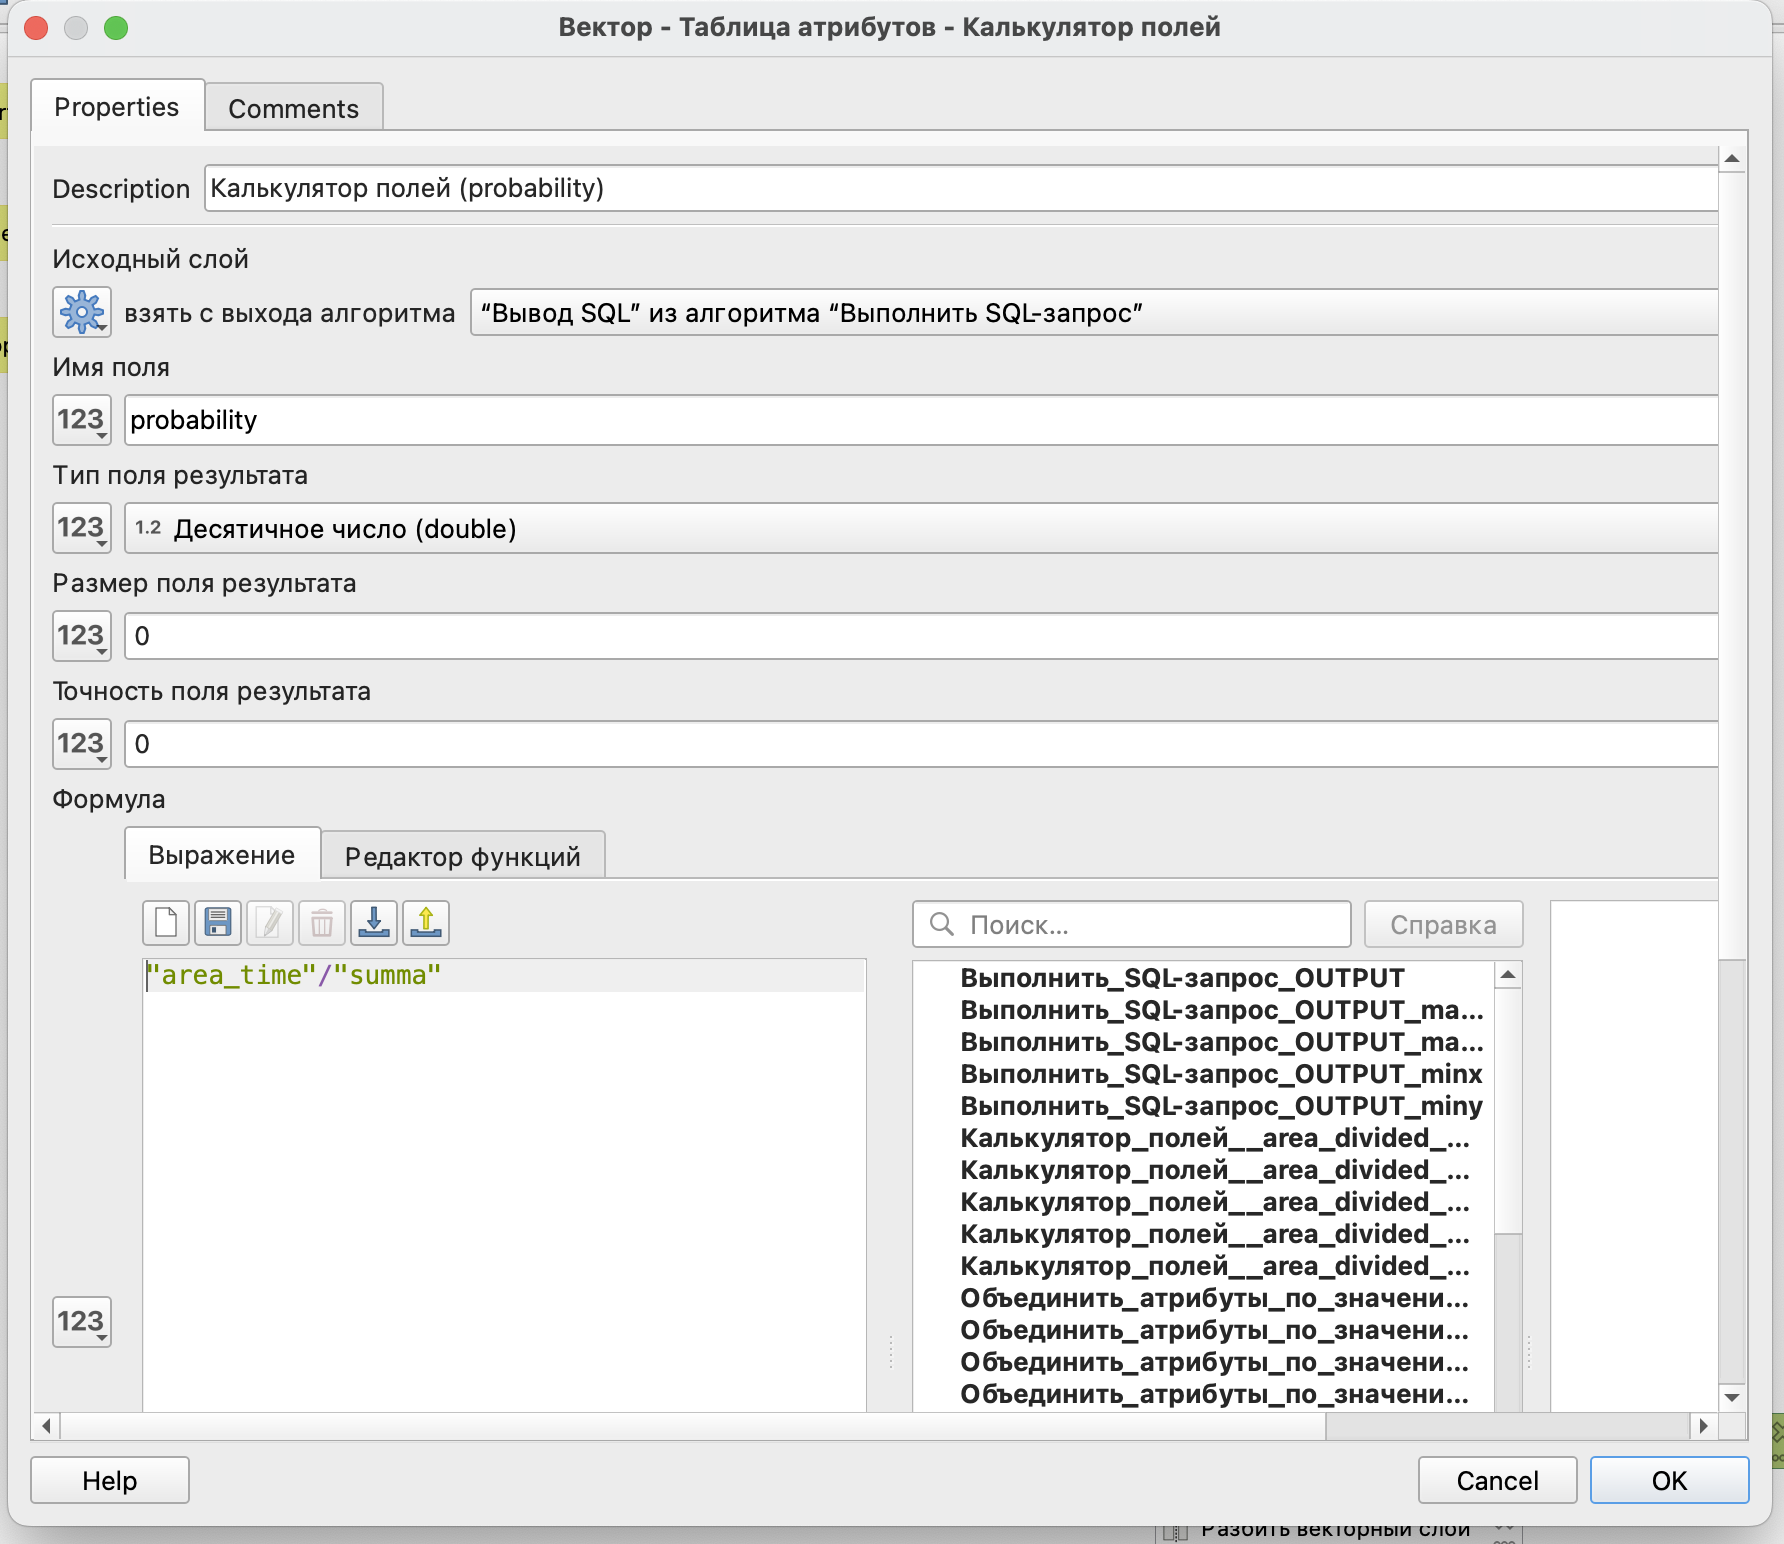 Вектор - Таблица атрибутов - Калькулятор полей
Properties
Comments
Description
Калькулятор полей (probability)
Исходный слой
взять с выхода алгоритма
“Вывод SQL” из алгоритма “Выполнить SQL-запрос”
Имя поля
123
probability
Тип поля результата
123
1.2 Десятичное число (double)
Размер поля результата
123
0
Точность поля результата
123
0
Формула
Выражение
Редактор функций
Поиск...
Справка
"area_time"/"summa"
Выполнить_SQL-запрос_OUTPUT
Выполнить_SQL-запрос_OUTPUT_ma...
Выполнить_SQL-запрос_OUTPUT_ma...
Выполнить_SQL-запрос_OUTPUT_minx
Выполнить_SQL-запрос_OUTPUT_miny
Калькулятор_полей__area_divided_...
Калькулятор_полей__area_divided_...
Калькулятор_полей__area_divided_...
Калькулятор_полей__area_divided_...
Калькулятор_полей__area_divided_...
Объединить_атрибуты_по_значени...
Объединить_атрибуты_по_значени...
123
Объединить_атрибуты_по_значени...
Объединить_атрибуты_по_значени...
Help
Cancel
OK
Разбить векторный слой